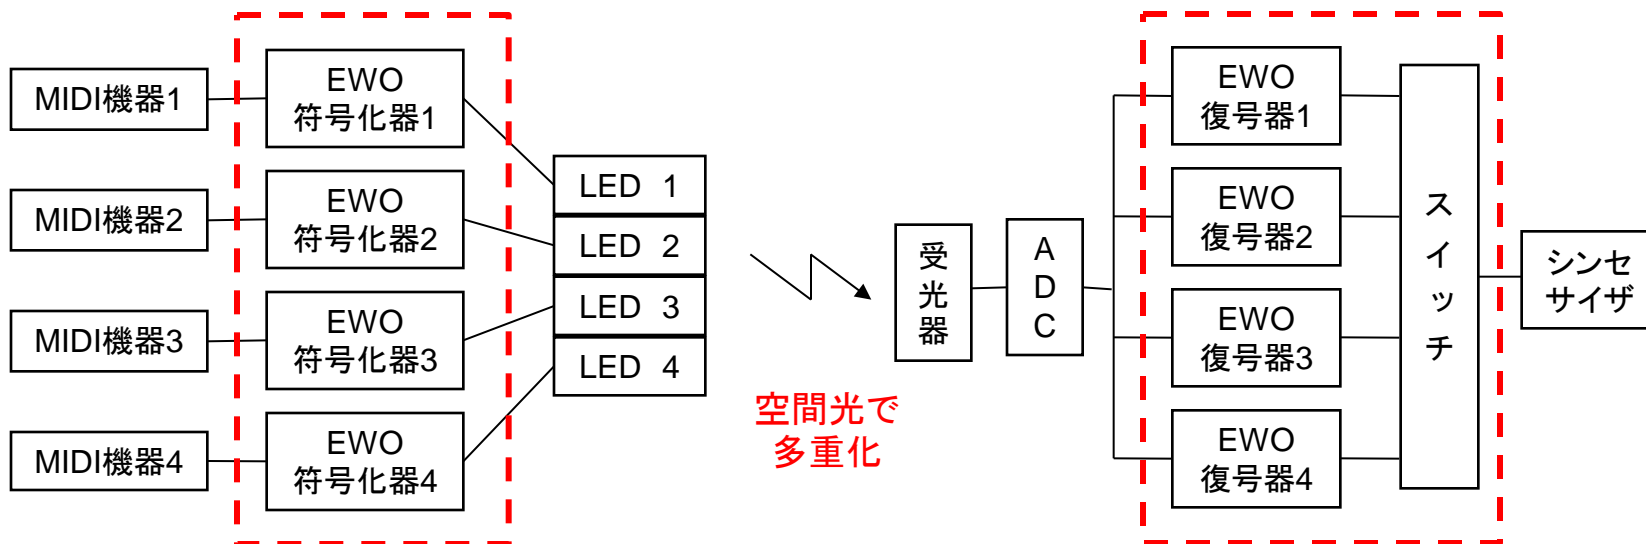 MIDI機器1
MIDI機器2
MIDI機器3
MIDI機器4
EWO
符号化器1
EWO
符号化器2
EWO
符号化器3
EWO
符号化器4
LED 1
LED 2
LED 3
LED 4
空間光で
多重化
受光器
ADC
EWO
復号器1
EWO
復号器2
EWO
復号器3
EWO
復号器4
スイッチ
シンセ
サイザ